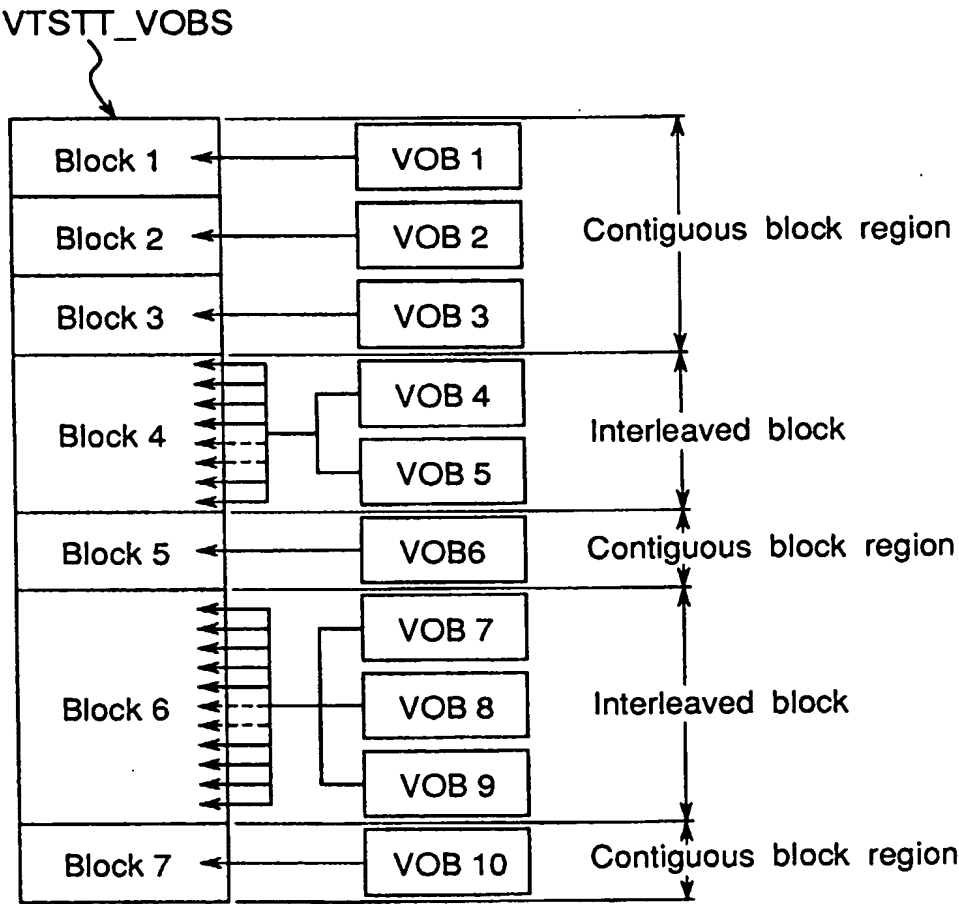 VTSTT_VOBS
Block 1
VOB 1
Block 2
VOB 2
Contiguous block region
Block 3
VOB 3
Block 4
VOB 4
Interleaved block
VOB 5
Block 5
VOB6
Contiguous block region
Block 6
VOB 7
VOB 8
Interleaved block
VOB 9
Block 7
VOB 10
Contiguous block region